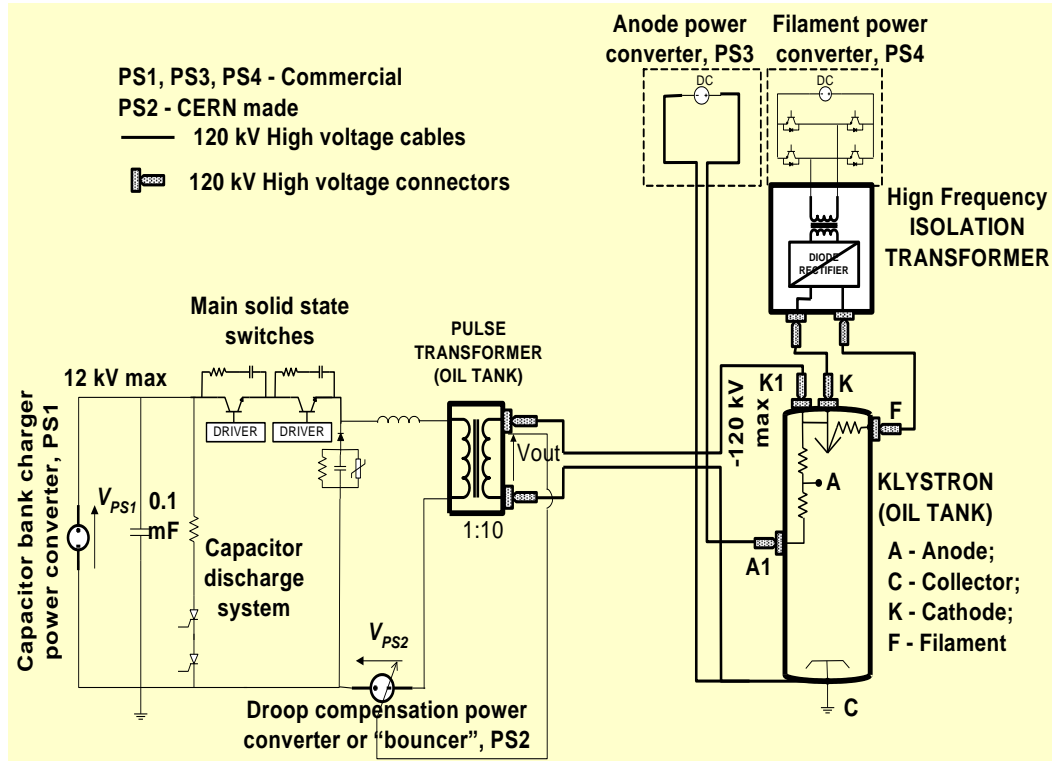 Anode power
converter, PS3
Filament power
converter, PS4
DC
DC
PS1, PS3, PS4 - Commercial
PS2 - CERN made
120 kV High voltage cables
120 kV High voltage connectors
Hign Frequency
ISOLATION
TRANSFORMER
DIODE
RECTIFIER
Main solid state
switches
PULSE
TRANSFORMER
(OIL TANK)
12 kV max
DRIVER
DRIVER
K1
K
F
-120 kV
max
Vout
1:10
Capacitor bank charger
power converter, PS1
VPS1
0.1
mF
Capacitor
discharge
system
A
A1
KLYSTRON
(OIL TANK)
A - Anode;
C - Collector;
K - Cathode;
F - Filament
VPS2
Droop compensation power
converter or “bouncer”, PS2
C